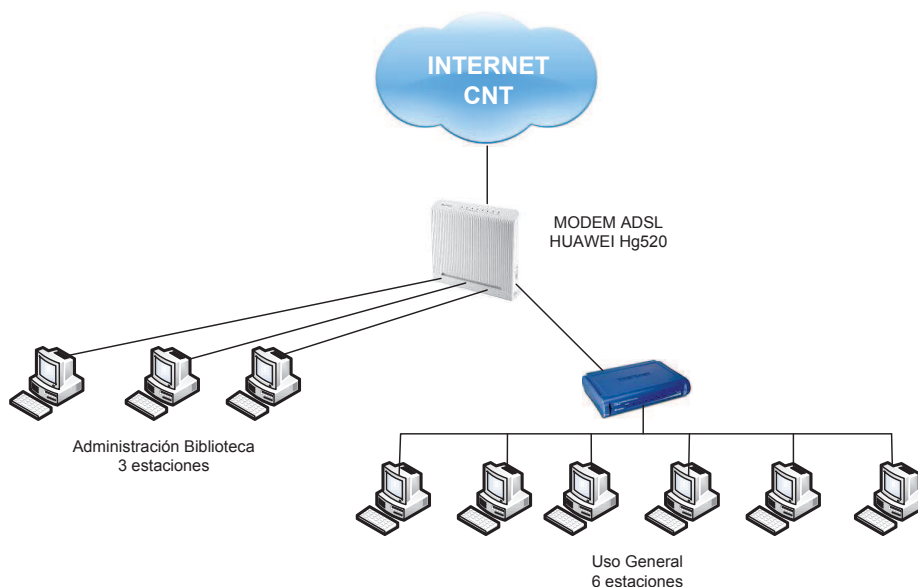 INTERNET
CNT
MODEM ADSL
HUAWEI Hg520
Administración Biblioteca
3 estaciones
Uso General
6 estaciones